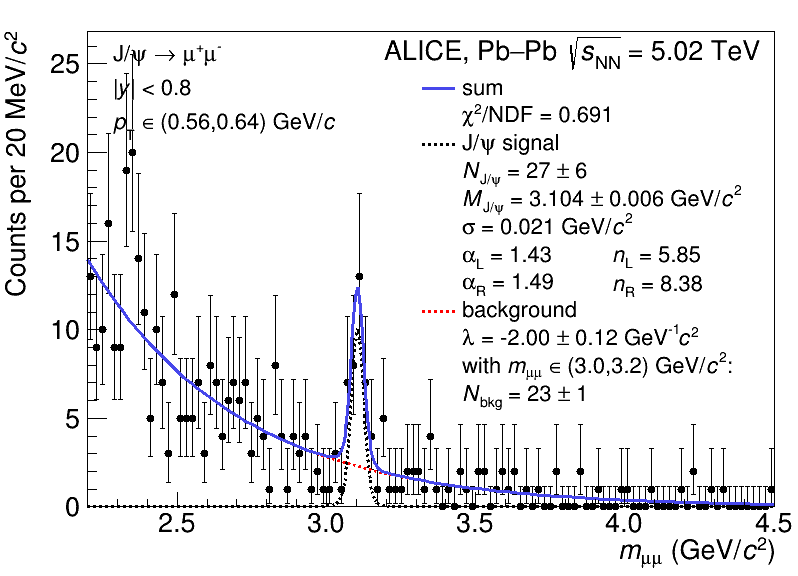 ALICE, Pb–Pb √sNN = 5.02 TeV
J/ψ → μ+μ-
|y| < 0.8
p ∈ (0.56,0.64) GeV/c
sum
χ2/NDF = 0.691
J/ψ signal
NJ/ψ = 27 ± 6
MJ/ψ = 3.104 ± 0.006 GeV/c2
σ = 0.021 GeV/c2
αL = 1.43 nL = 5.85
αR = 1.49 nR = 8.38
background
λ = -2.00 ± 0.12 GeV-1c2
with mμμ ∈ (3.0,3.2) GeV/c2:
Nbkg = 23 ± 1
Counts per 20 MeV/c2
25
20
15
10
5
0
2.5 3.0 3.5 4.0 4.5
mμμ (GeV/c2)